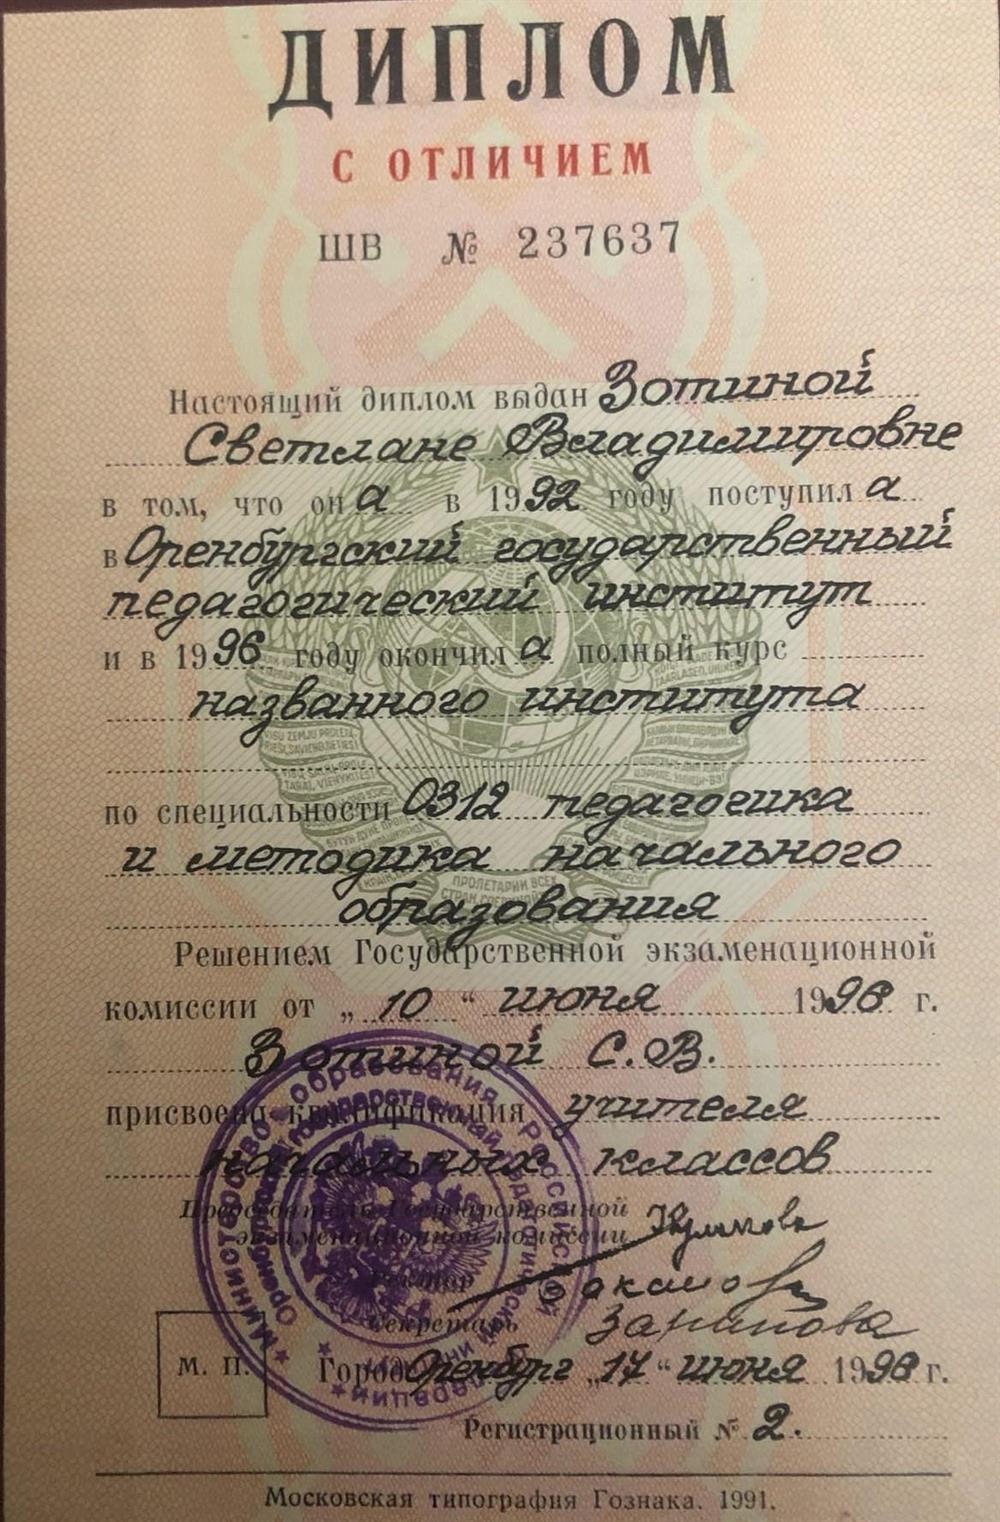 ДИПЛОМ
С ОТЛИЧИЕМ
ШВ № 237637
Настоящий диплом выдан Зотиной
Светлане Владимировне
в том, что она в 1992 году поступила
в Оренбургский государственный
педагогический институт
и в 1996 году окончила полный курс
названного института
по специальности 0312 педагогика
и методика начального
образования
Решением Государственной экзаменационной
комиссии от „10“ июня 1996 г.
Зотиной С.В.
присвоена квалификация учителя
начальных классов
Председатель Государственной
экзаменационной комиссии
Ректор
Секретарь Зарипова
М. П. Город Оренбург „17“ июня 1996 г.
Регистрационный № 2.
Московская типография Гознака. 1991.